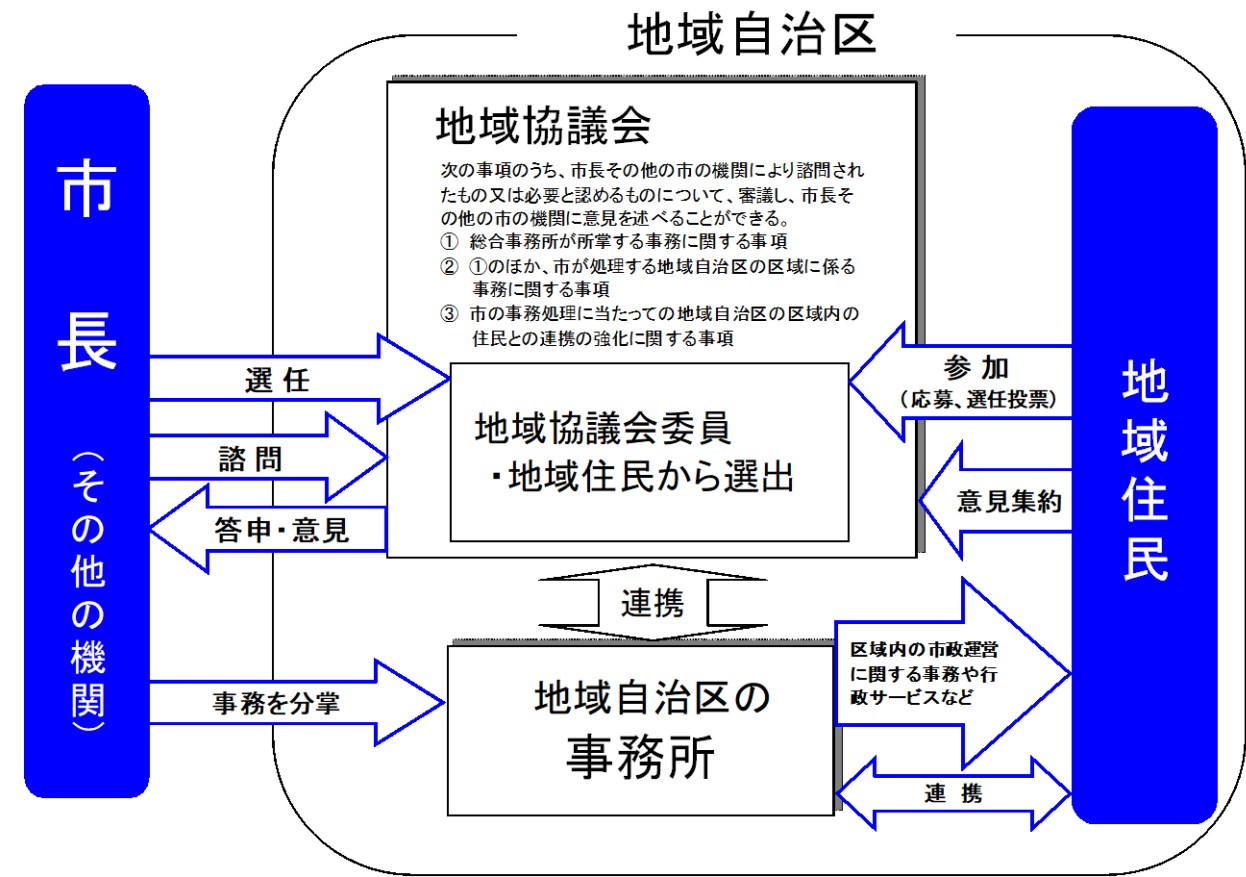 地域自治区
市長
（その他の機関）
地域協議会
次の事項のうち、市長その他の市の機関により諮問され
たもの又は必要と認めるものについて、審議し、市長そ
の他の市の機関に意見を述べることができる。
① 総合事務所が所掌する事務に関する事項
② ①のほか、市が処理する地域自治区の区域に係る
事務に関する事項
③ 市の事務処理に当たっての地域自治区の区域内の
住民との連携の強化に関する事項
選任
諮問
答申・意見
地域協議会委員
・地域住民から選出
参加
（応募、選任投票）
意見集約
地域住民
連携
事務を分掌
地域自治区の
事務所
区域内の市政運営
に関する事務や行
政サービスなど
連携